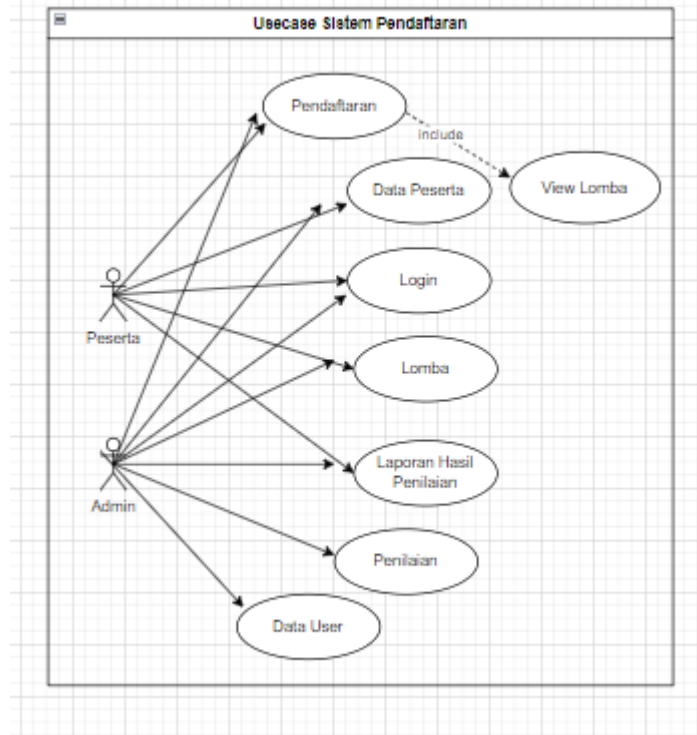 Usecase Sistem Pendaftaran
Pendaftaran
include
Data Peserta
View Lomba
Login
Peserta
Lomba
Laporan Hasil
Penilaian
Admin
Penilaian
Data User